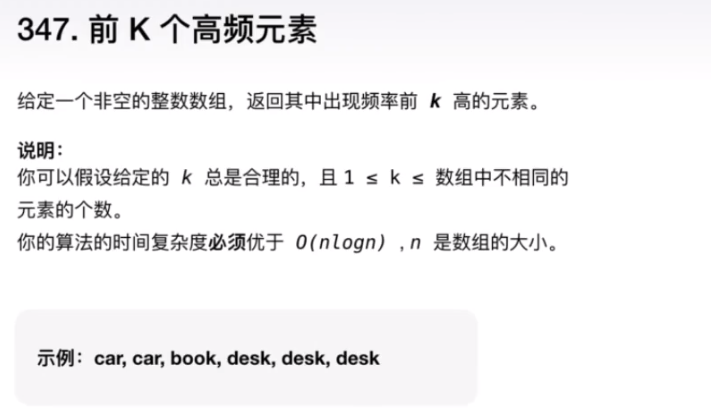 347. 前 K 个高频元素
给定一个非空的整数数组，返回其中出现频率前 k 高的元素。
说明：
你可以假设给定的 k 总是合理的，且 1 ≤ k ≤ 数组中不相同的
元素的个数。
你的算法的时间复杂度必须优于 O(nlogn) ,n 是数组的大小。
示例：car, car, book, desk, desk, desk